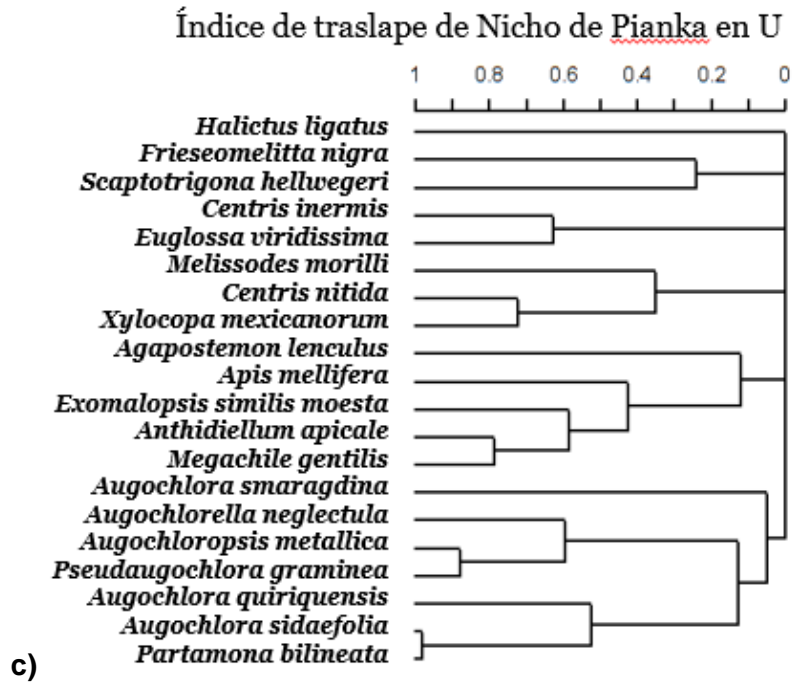 Índice de traslape de Nicho de Pianka en U
1 0.8 0.6 0.4 0.2 0
Halictus ligatus
Frieseomelitta nigra
Scaptotrigona hellwegeri
Centris inermis
Euglossa viridissima
Melissodes morilli
Centris nitida
Xylocopa mexicanorum
Agapostemon lenculus
Apis mellifera
Exomalopsis similis moesta
Anthidiellum apicale
Megachile gentilis
Augochlora smaragdina
Augochlorella neglectula
Augochloropsis metallica
Pseudaugochlora graminea
Augochlora quiriquensis
Augochlora sidaefolia
Partamona bilineata
c)